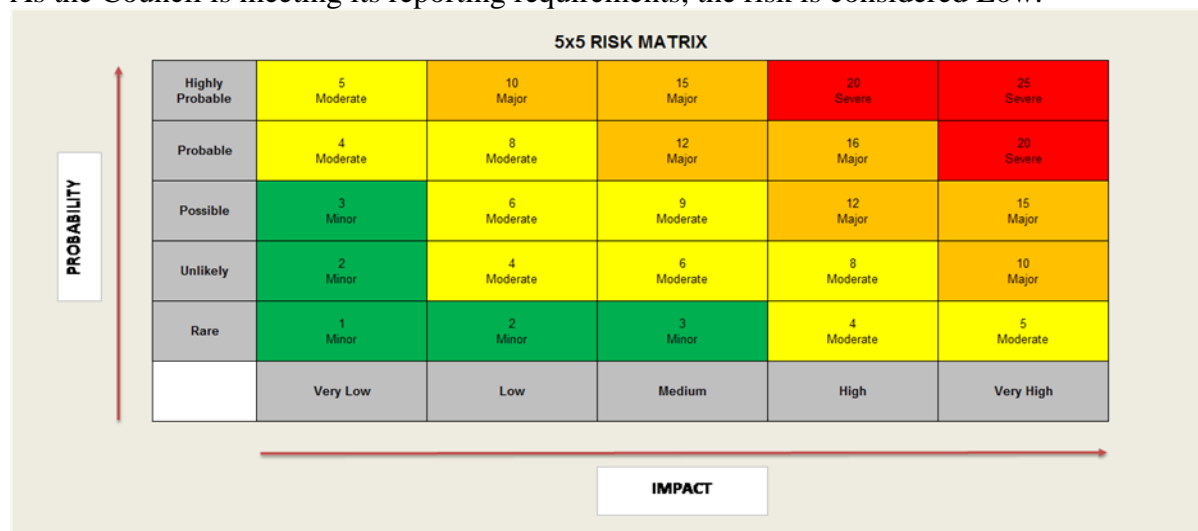 As the Council is meeting its reporting requirements, the risk is considered Low.
5x5 RISK MATRIX
Highly
Probable
5
Moderate
10
Major
15
Major
20
Severe
25
Severe
Probable
4
Moderate
8
Moderate
12
Major
16
Major
20
Severe
Possible
3
Minor
6
Moderate
9
Moderate
12
Major
15
Major
Unlikely
2
Minor
4
Moderate
6
Moderate
8
Moderate
10
Major
Rare
1
Minor
2
Minor
3
Minor
4
Moderate
5
Moderate
Very Low
Low
Medium
High
Very High
PROBABILITY
IMPACT